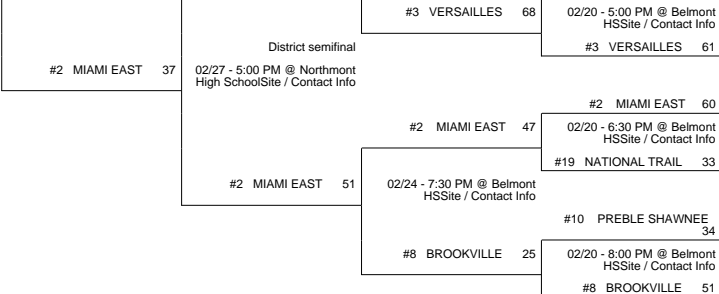 #3 VERSAILLES 68
02/20 - 5:00 PM @ Belmont
HSSite / Contact Info
District semifinal
#3 VERSAILLES 61
#2 MIAMI EAST 37
02/27 - 5:00 PM @ Northmont
High SchoolSite / Contact Info
#2 MIAMI EAST 60
#2 MIAMI EAST 47
02/20 - 6:30 PM @ Belmont
HSSite / Contact Info
#19 NATIONAL TRAIL 33
#2 MIAMI EAST 51
02/24 - 7:30 PM @ Belmont
HSSite / Contact Info
#10 PREBLE SHAWNEE
34
#8 BROOKVILLE 25
02/20 - 8:00 PM @ Belmont
HSSite / Contact Info
#8 BROOKVILLE 51